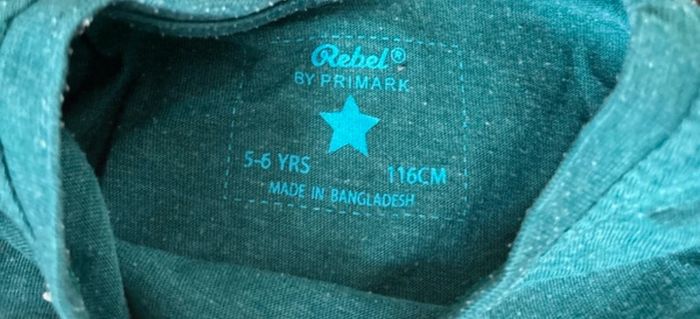 Rebel®
BY PRIMARK
5-6 YRS 116CM
MADE IN BANGLADESH